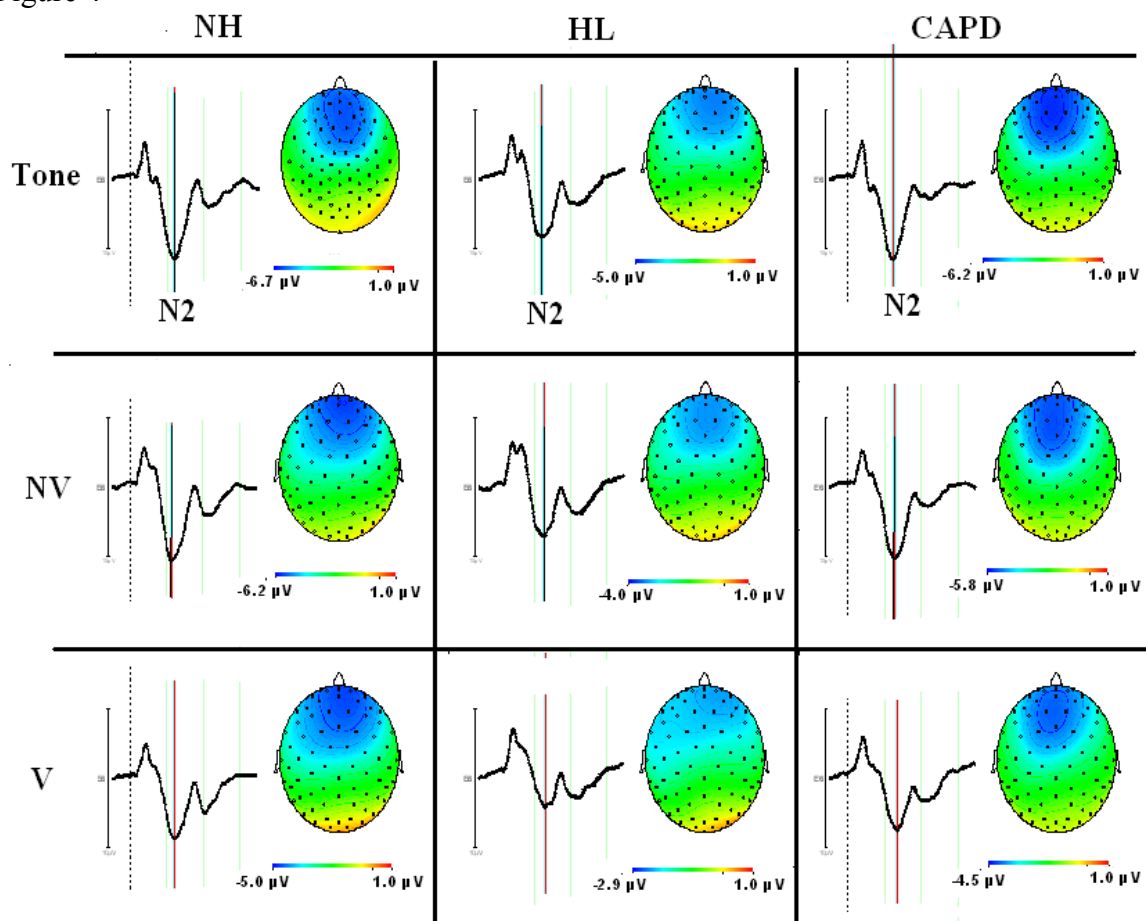 NH HL CAPD
Tone
-6.7 µV 1.0 µV
-5.0 µV 1.0 µV
-6.2 µV 1.0 µV
N2 N2 N2
NV
-6.2 µV 1.0 µV
-4.0 µV 1.0 µV
-5.8 µV 1.0 µV
V
-5.0 µV 1.0 µV
-2.9 µV 1.0 µV
-4.5 µV 1.0 µV